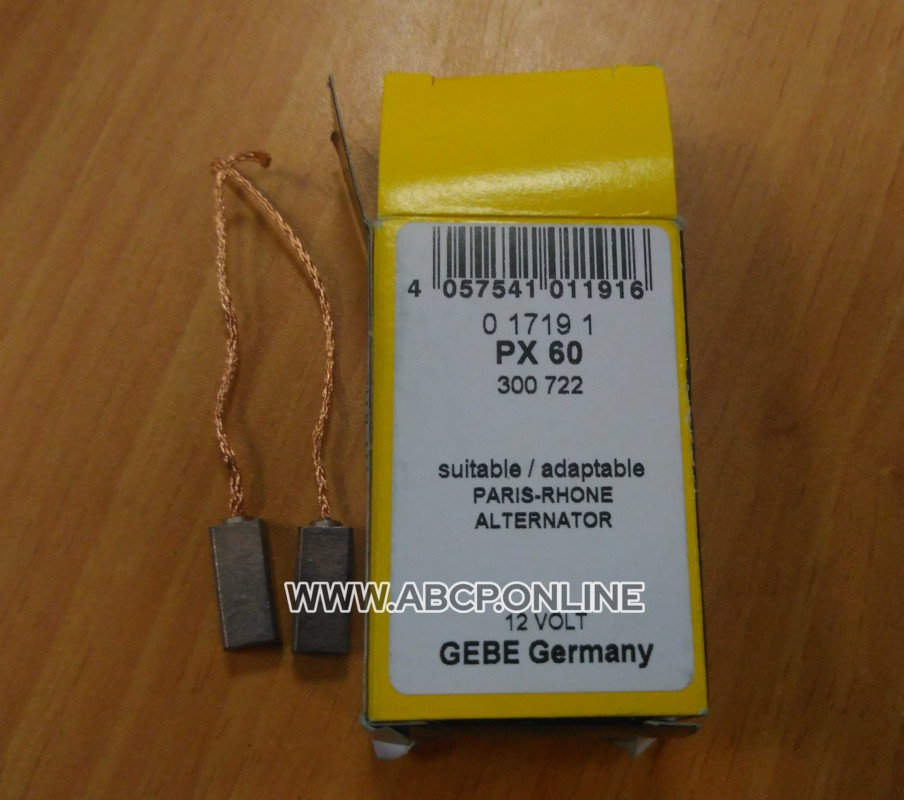 4 057541 011916
0 1719 1
PX 60
300 722
suitable / adaptable
PARIS-RHONE
ALTERNATOR
WWW.ABCP.ONLINE
12 VOLT
GEBE Germany